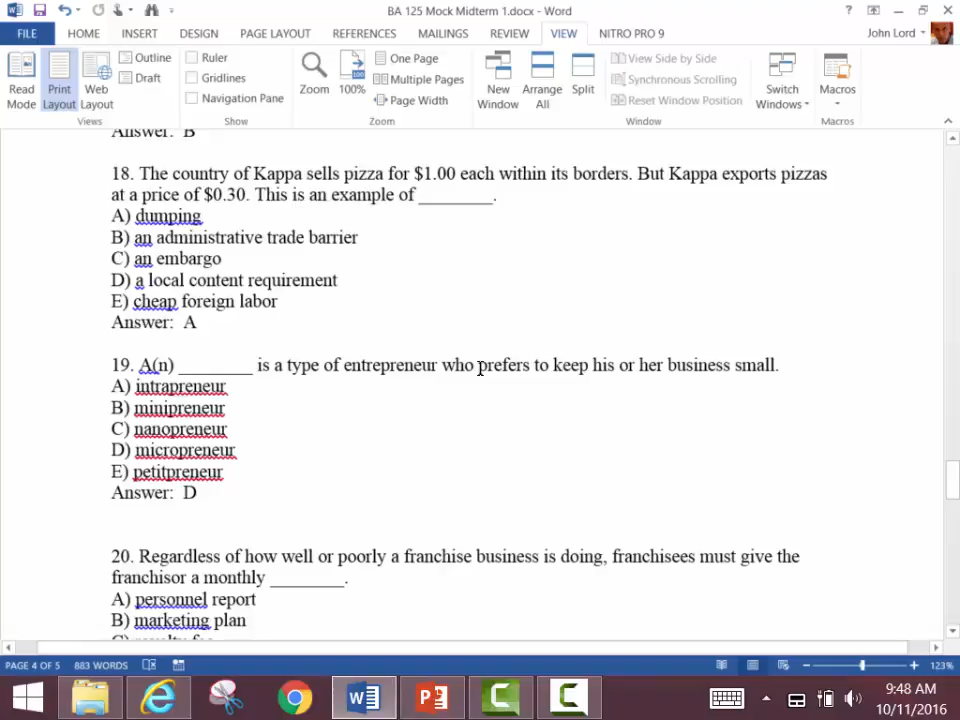 BA 125 Mock Midterm 1.docx - Word
FILE HOME INSERT DESIGN PAGE LAYOUT REFERENCES MAILINGS REVIEW VIEW NITRO PRO 9 John Lord
Read Mode
Print Layout
Web Layout
Outline
Draft
Views
Ruler
Gridlines
Navigation Pane
Show
Zoom
100%
One Page
Multiple Pages
Page Width
Zoom
New Window
Arrange All
Split
View Side by Side
Synchronous Scrolling
Reset Window Position
Window
Switch Windows
Macros
Macros
Answer: B
18. The country of Kappa sells pizza for $1.00 each within its borders. But Kappa exports pizzas
at a price of $0.30. This is an example of ________.
A) dumping
B) an administrative trade barrier
C) an embargo
D) a local content requirement
E) cheap foreign labor
Answer: A
19. A(n) ________ is a type of entrepreneur who prefers to keep his or her business small.
A) intrapreneur
B) minipreneur
C) nanopreneur
D) micropreneur
E) petitpreneur
Answer: D
20. Regardless of how well or poorly a franchise business is doing, franchisees must give the
franchisor a monthly ________.
A) personnel report
B) marketing plan
PAGE 4 OF 5 883 WORDS 123%
9:48 AM
10/11/2016